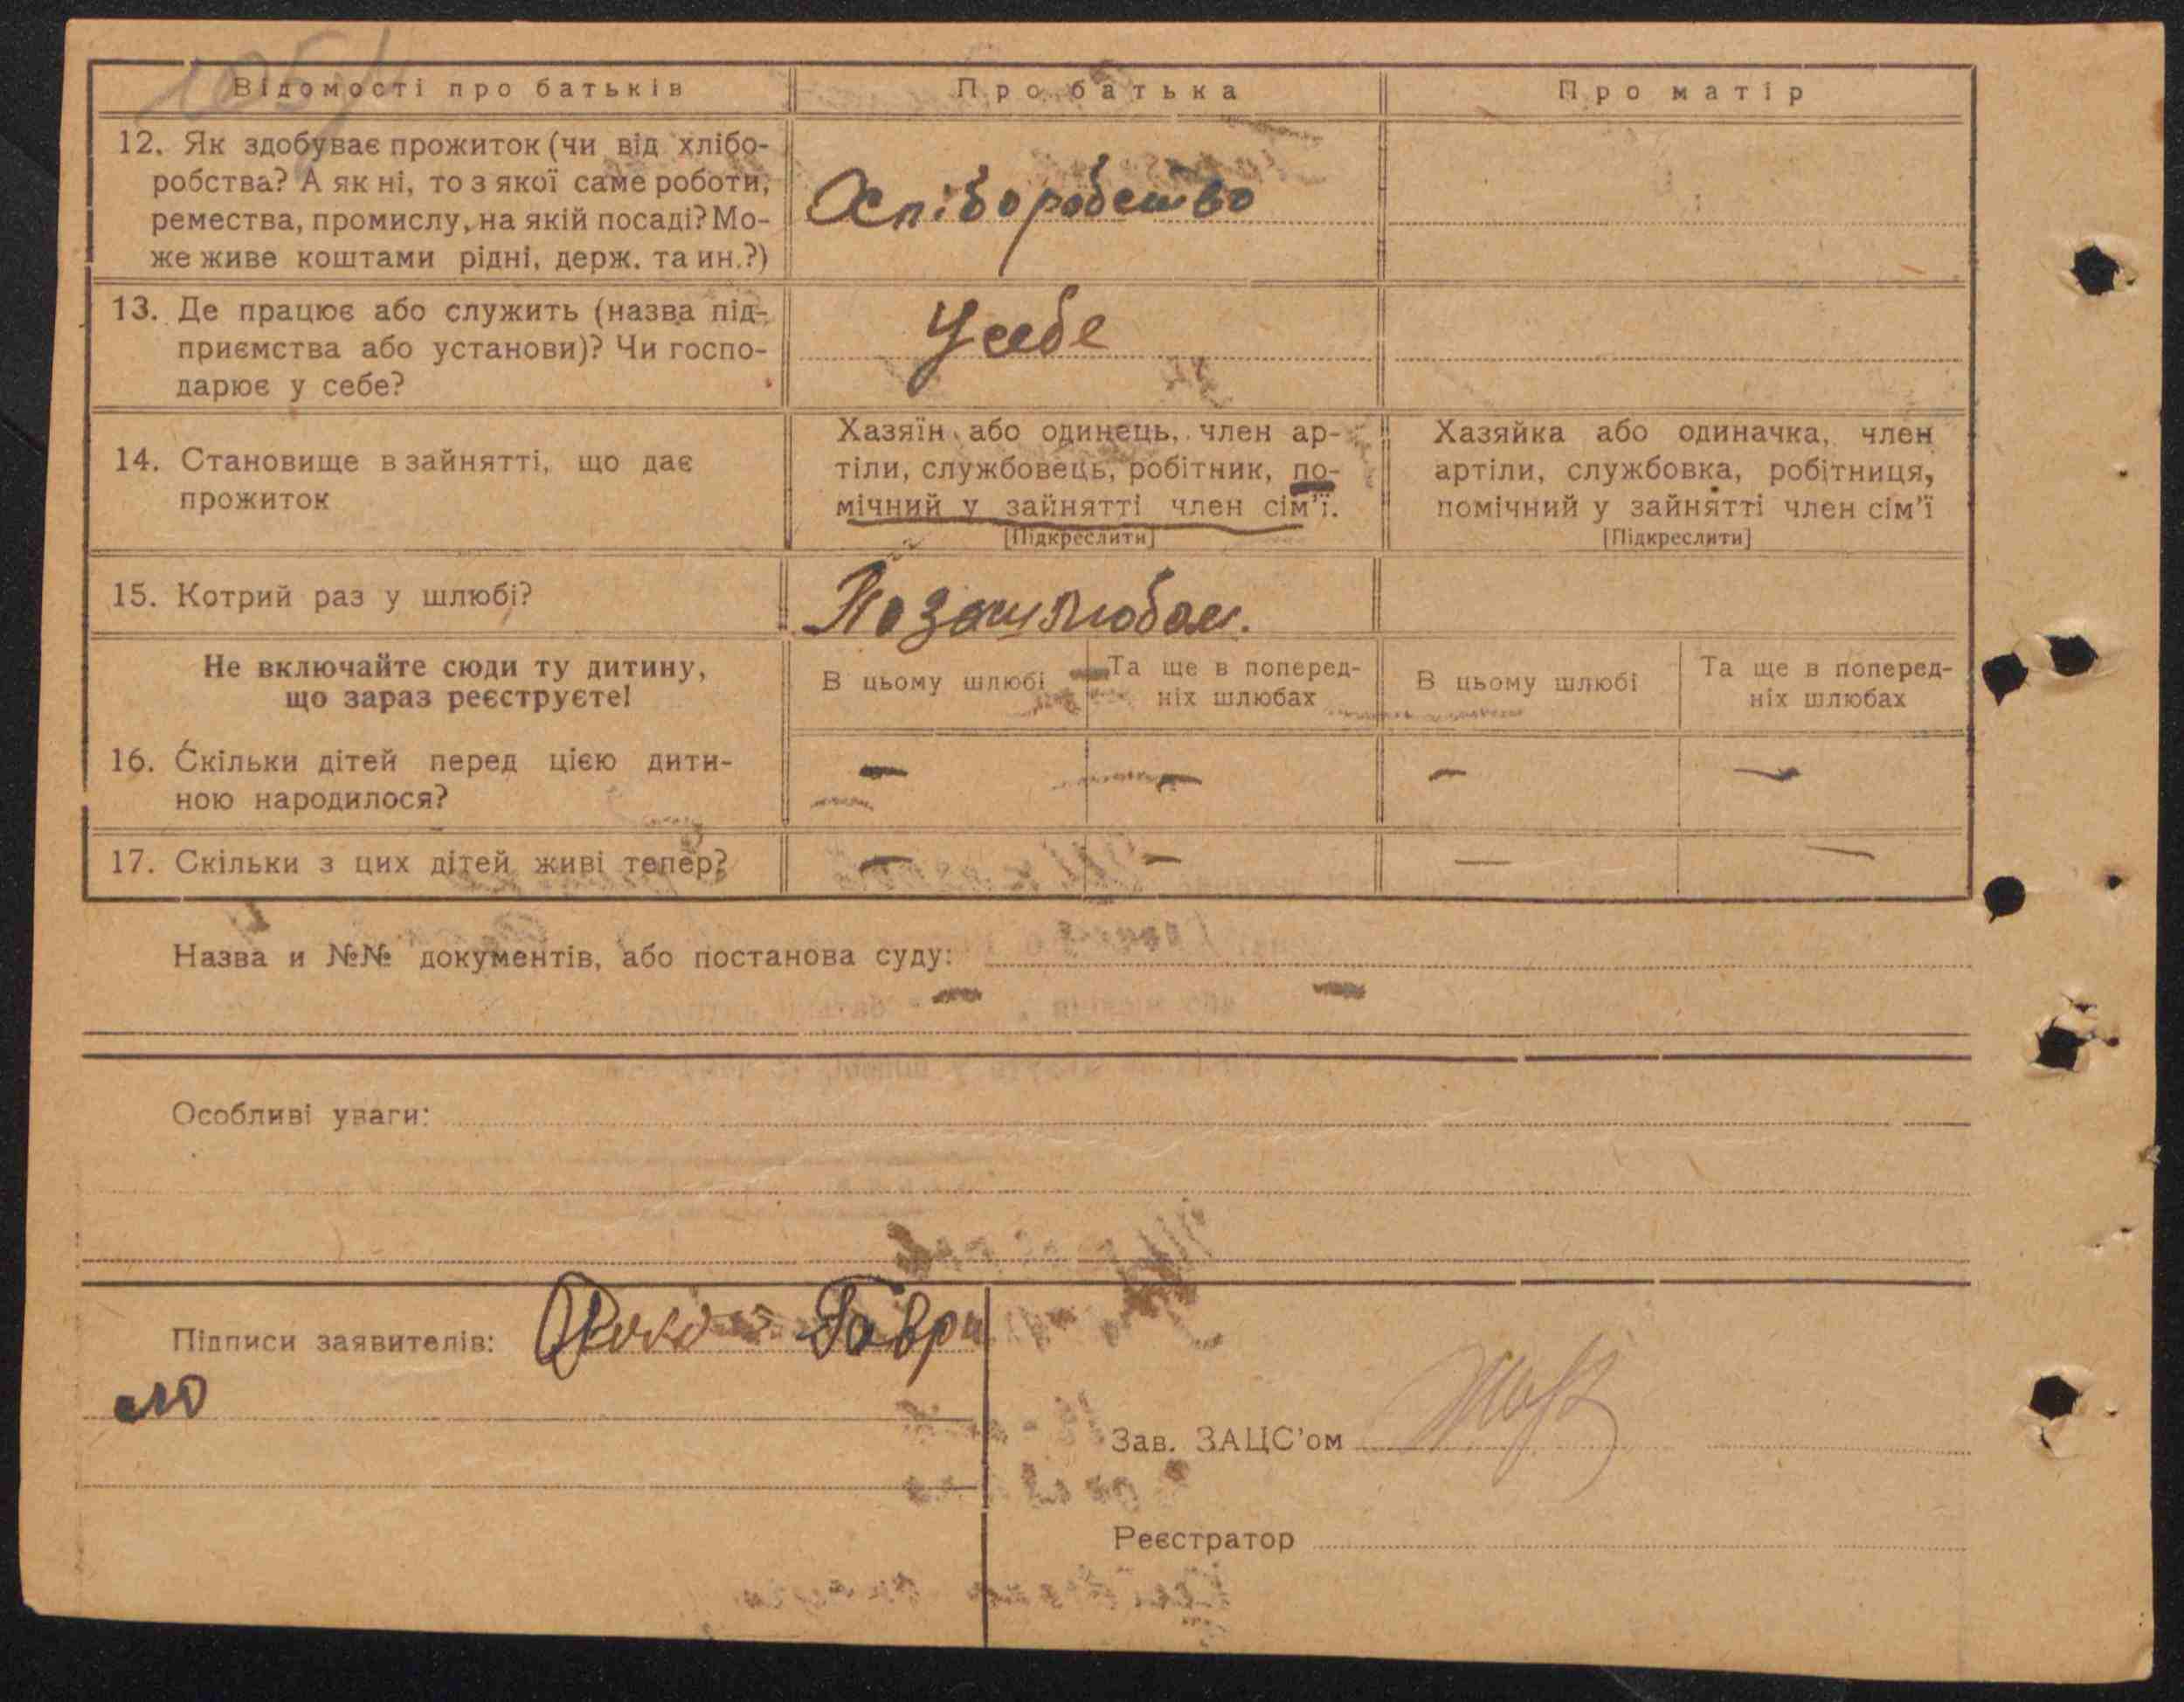 Відомості про батьків
Про батька
Про матір
12. Як здобуває прожиток (чи від хлібо-
робства? А як ні, то з якої саме роботи,
ремества, промислу, на якій посаді? Мо-
же живе коштами рідні, держ. та ин.?)
Хліборобство
13. Де працює або служить (назва під-
приємства або установи)? Чи госпо-
дарює у себе?
У себе
14. Становище в зайнятті, що дає
прожиток
Хазяїн або одинець, член ар-
тіли, службовець, робітник, по-
мічний у зайнятті член сім'ї.
[Підкреслити]
Хазяйка або одиначка, член
артіли, службовка, робітниця,
помічний у зайнятті член сім'ї
[Підкреслити]
15. Котрий раз у шлюбі?
Позашлюбом.
Не включайте сюди ту дитину,
що зараз реєструєте!
В цьому шлюбі
Та ще в поперед-
ніх шлюбах
В цьому шлюбі
Та ще в поперед-
ніх шлюбах
16. Скільки дітей перед цією дити-
ною народилося?
— — — —
17. Скільки з цих дітей живі тепер?
— — — —
Назва и №№ документів, або постанова суду:
— —
Особливі уваги:
Підписи заявителів: Гаври
ло
Зав. ЗАЦС'ом
Реєстратор